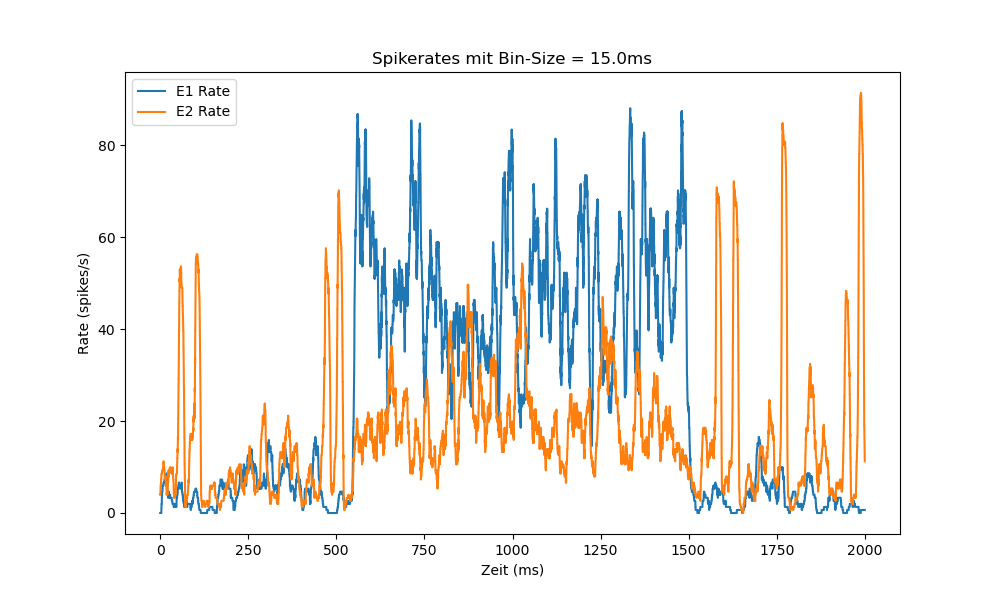 Spikerates mit Bin-Size = 15.0ms
E1 Rate
E2 Rate
Rate (spikes/s)
80
60
40
20
0
0 250 500 750 1000 1250 1500 1750 2000
Zeit (ms)